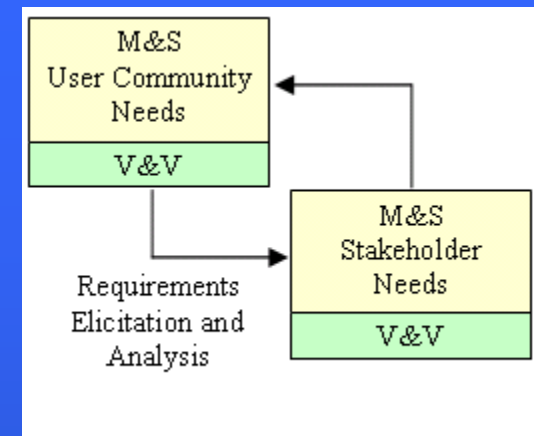 M&S
User Community
Needs
V&V
M&S
Stakeholder
Needs
V&V
Requirements
Elicitation and
Analysis